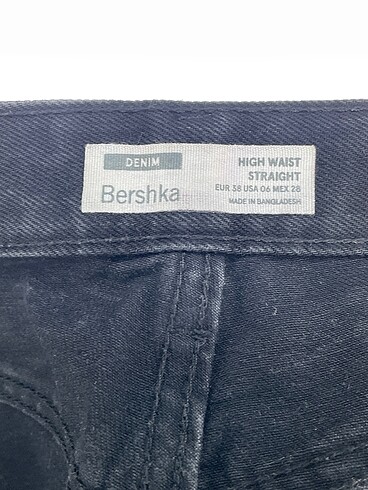 DENIM
Bershka
HIGH WAIST
STRAIGHT
EUR 38 USA 06 MEX 28
MADE IN BANGLADESH